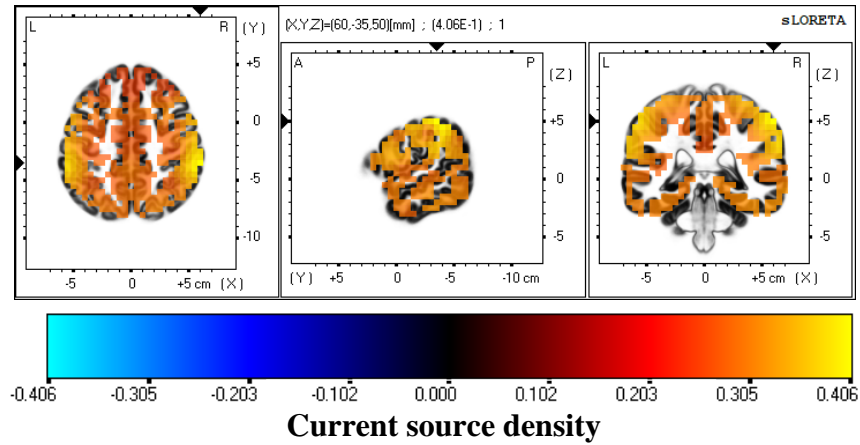 (X,Y,Z)=(60,-35,50)[mm] ; (4.06E-1) ; 1
sLORETA
L R (Y)
+5
0
-5
-10
-5 0 +5 cm (X)
A P (Z)
+5
0
-5
(Y) +5 0 -5 -10 cm
L R (Z)
+5
0
-5
-5 0 +5 cm (X)
-0.406 -0.305 -0.203 -0.102 0.000 0.102 0.203 0.305 0.406
Current source density